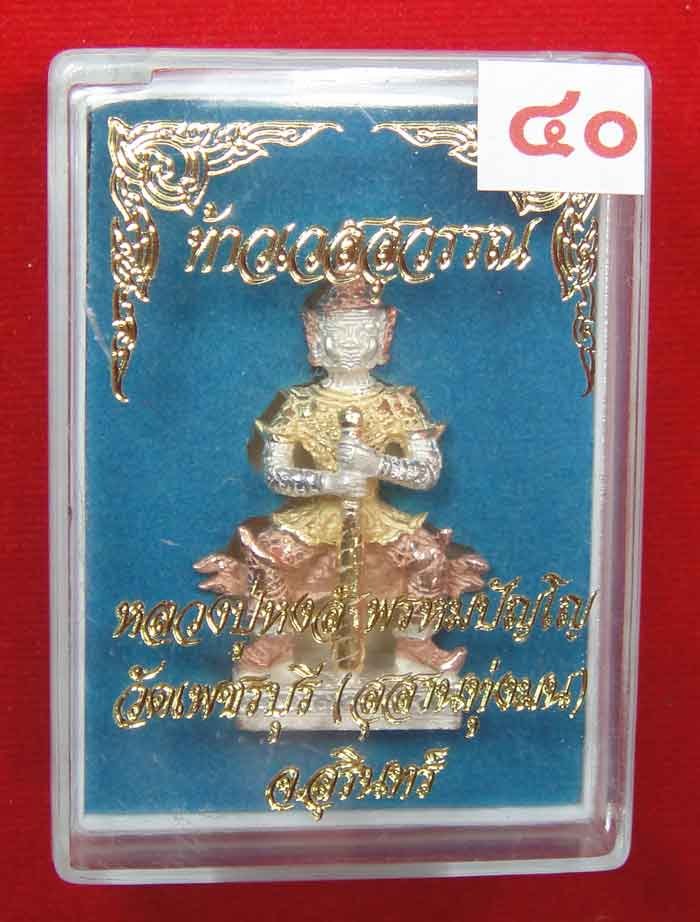 ๔๐
ท้าวเวสสุวรรณ
หลวงปู่หงส์ พรหมปัญโญ
วัดเพชรบุรี (สุสานทุ่งมน)
จ.สุรินทร์